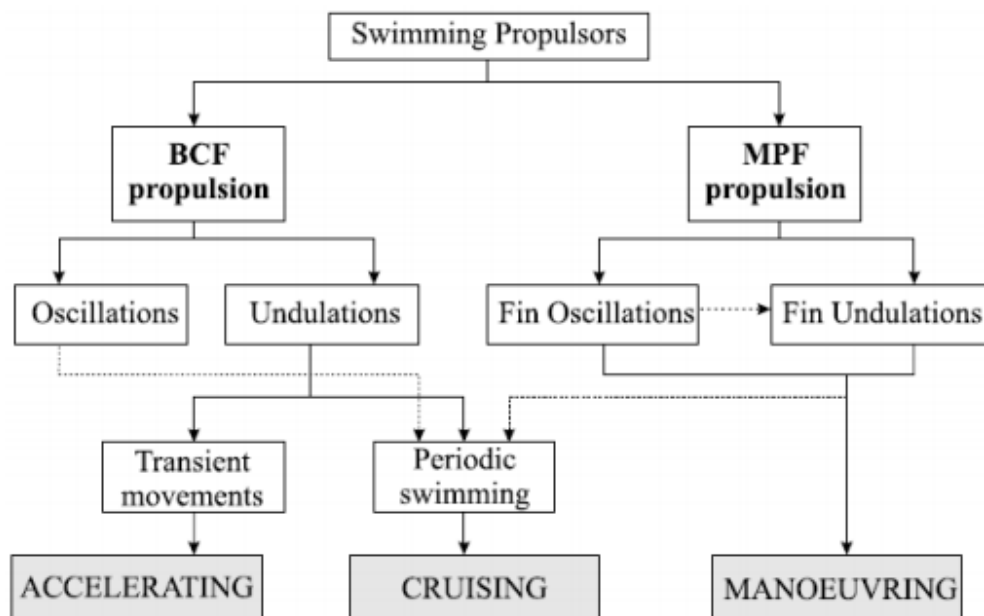 Swimming Propulsors
BCF
propulsion
MPF
propulsion
Oscillations
Undulations
Fin Oscillations
Fin Undulations
Transient
movements
Periodic
swimming
ACCELERATING
CRUISING
MANOEUVRING